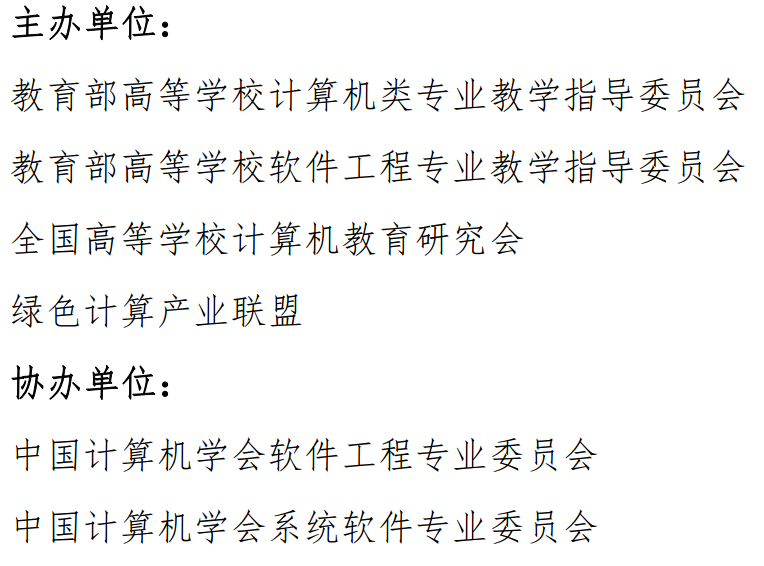 主办单位：
教育部高等学校计算机类专业教学指导委员会
教育部高等学校软件工程专业教学指导委员会
全国高等学校计算机教育研究会
绿色计算产业联盟
协办单位：
中国计算机学会软件工程专业委员会
中国计算机学会系统软件专业委员会